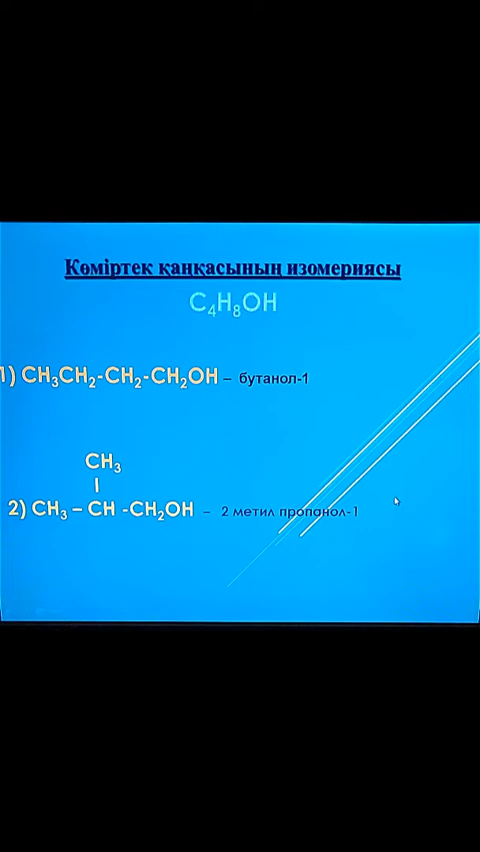 Көміртек қаңқасының изомериясы
C₄H₈OH
1) CH₃CH₂-CH₂-CH₂OH – бутанол-1
CH₃
I
2) CH₃ – CH -CH₂OH – 2 метил пропанол-1